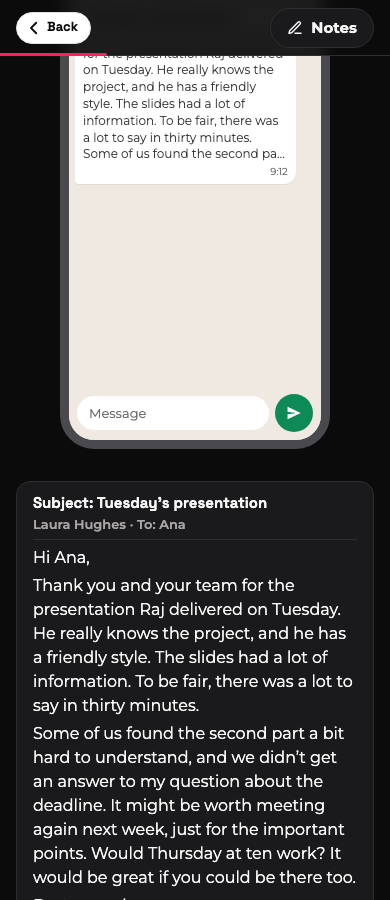 Back
Notes
for the presentation Raj delivered
on Tuesday. He really knows the
project, and he has a friendly
style. The slides had a lot of
information. To be fair, there was
a lot to say in thirty minutes.
Some of us found the second pa...
9:12
Message
Subject: Tuesday's presentation
Laura Hughes · To: Ana
Hi Ana,
Thank you and your team for the
presentation Raj delivered on Tuesday.
He really knows the project, and he has
a friendly style. The slides had a lot of
information. To be fair, there was a lot to
say in thirty minutes.
Some of us found the second part a bit
hard to understand, and we didn't get
an answer to my question about the
deadline. It might be worth meeting
again next week, just for the important
points. Would Thursday at ten work? It
would be great if you could be there too.